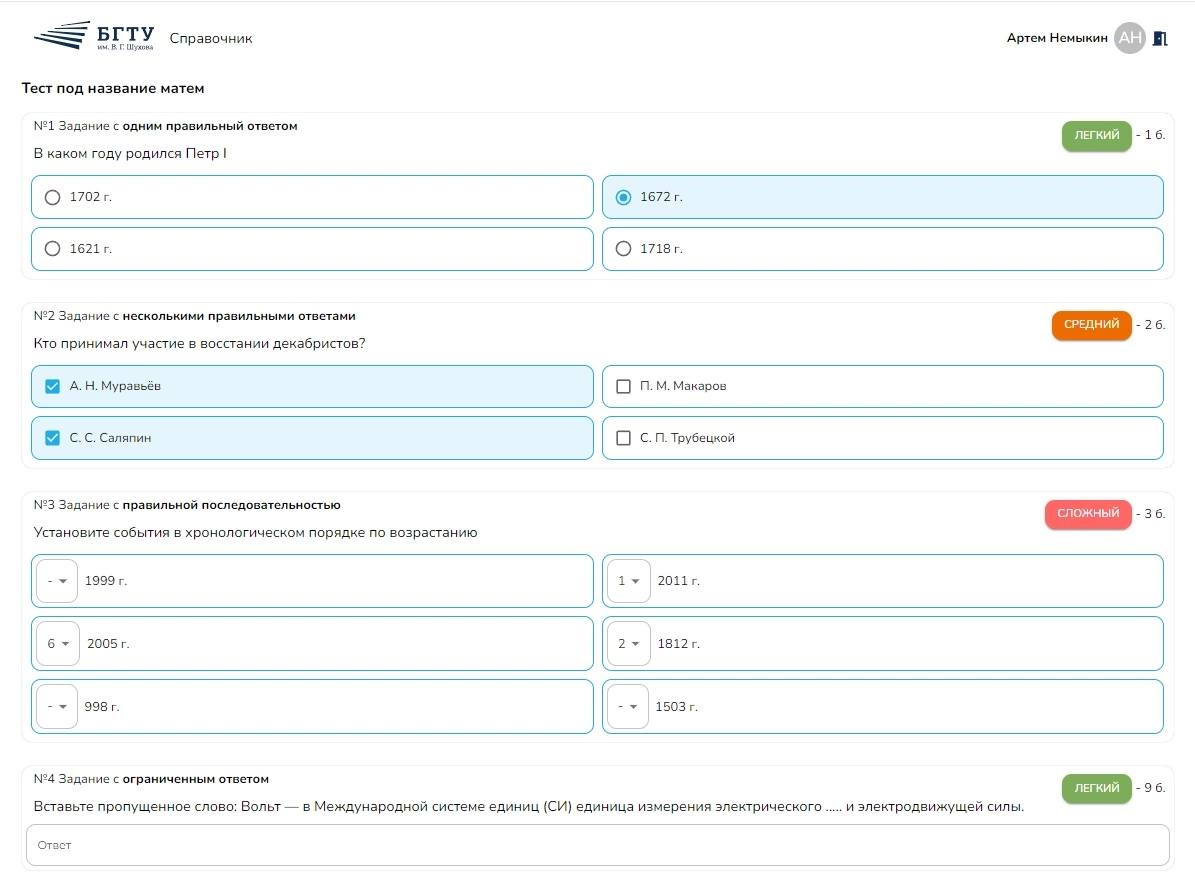 БГТУ
им. В. Г. Шухова
Справочник
Артем Немыкин
АН
Тест под название матем
№1 Задание с одним правильный ответом
ЛЕГКИЙ - 1 б.
В каком году родился Петр I
1702 г.
1672 г.
1621 г.
1718 г.
№2 Задание с несколькими правильными ответами
СРЕДНИЙ - 2 б.
Кто принимал участие в восстании декабристов?
А. Н. Муравьёв
П. М. Макаров
С. С. Саляпин
С. П. Трубецкой
№3 Задание с правильной последовательностью
СЛОЖНЫЙ - 3 б.
Установите события в хронологическом порядке по возрастанию
- 1999 г.
1 2011 г.
6 2005 г.
2 1812 г.
- 998 г.
- 1503 г.
№4 Задание с ограниченным ответом
ЛЕГКИЙ - 9 б.
Вставьте пропущенное слово: Вольт — в Международной системе единиц (СИ) единица измерения электрического ..... и электродвижущей силы.
Ответ